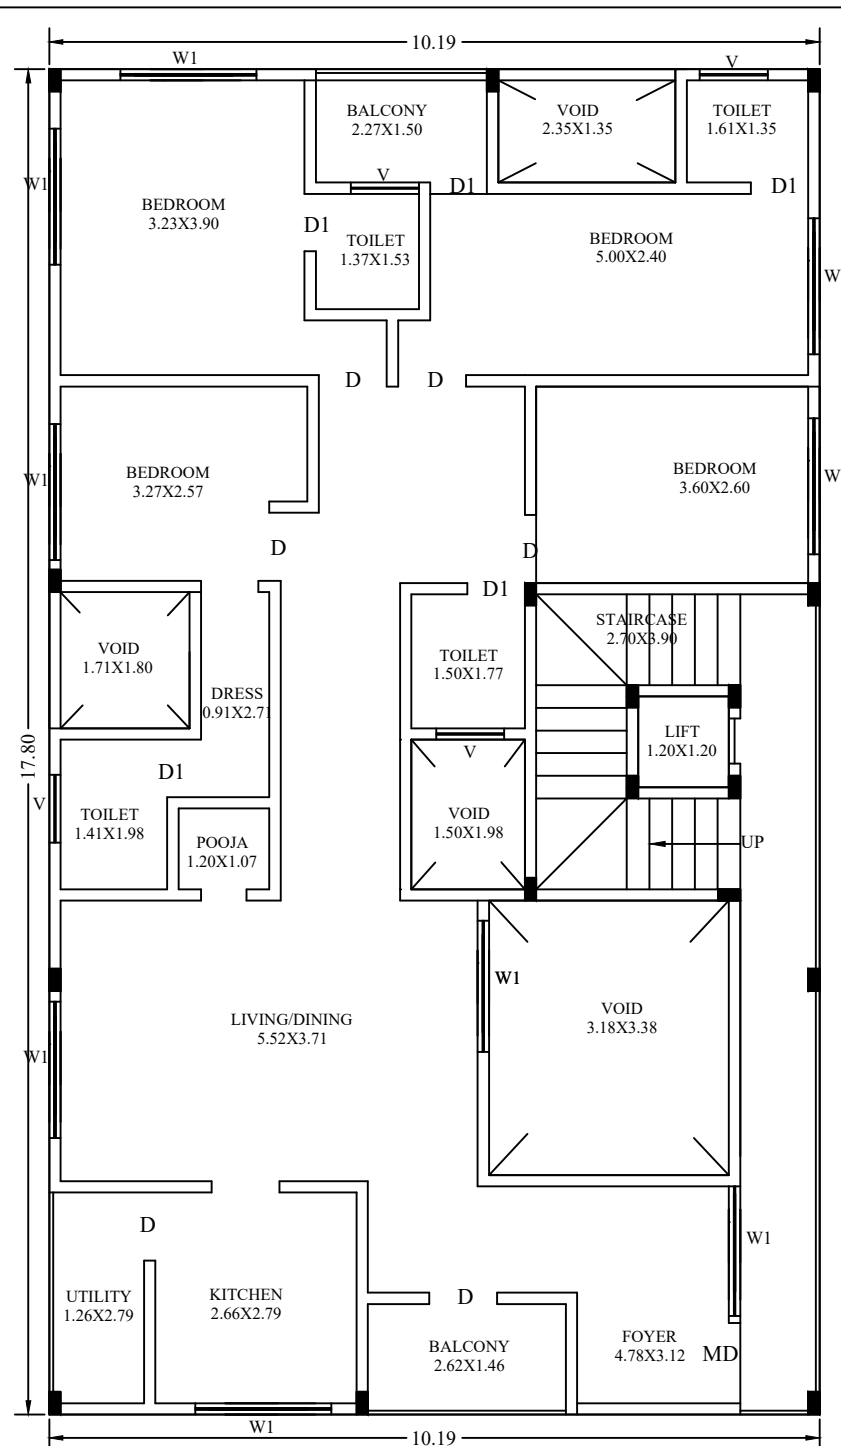 10.19
W1
V
BALCONY
2.27X1.50
VOID
2.35X1.35
TOILET
1.61X1.35
W1
V
D1
D1
BEDROOM
3.23X3.90
D1
TOILET
1.37X1.53
BEDROOM
5.00X2.40
W
D
D
BEDROOM
3.27X2.57
W1
BEDROOM
3.60X2.60
W
D
D
D1
STAIRCASE
2.70X3.90
VOID
1.71X1.80
TOILET
1.50X1.77
DRESS
0.91X2.71
LIFT
1.20X1.20
17.80
V
D1
V
TOILET
1.41X1.98
VOID
1.50X1.98
POOJA
1.20X1.07
UP
W1
LIVING/DINING
5.52X3.71
VOID
3.18X3.38
W1
D
W1
UTILITY
1.26X2.79
KITCHEN
2.66X2.79
D
BALCONY
2.62X1.46
FOYER
4.78X3.12
MD
W1
10.19